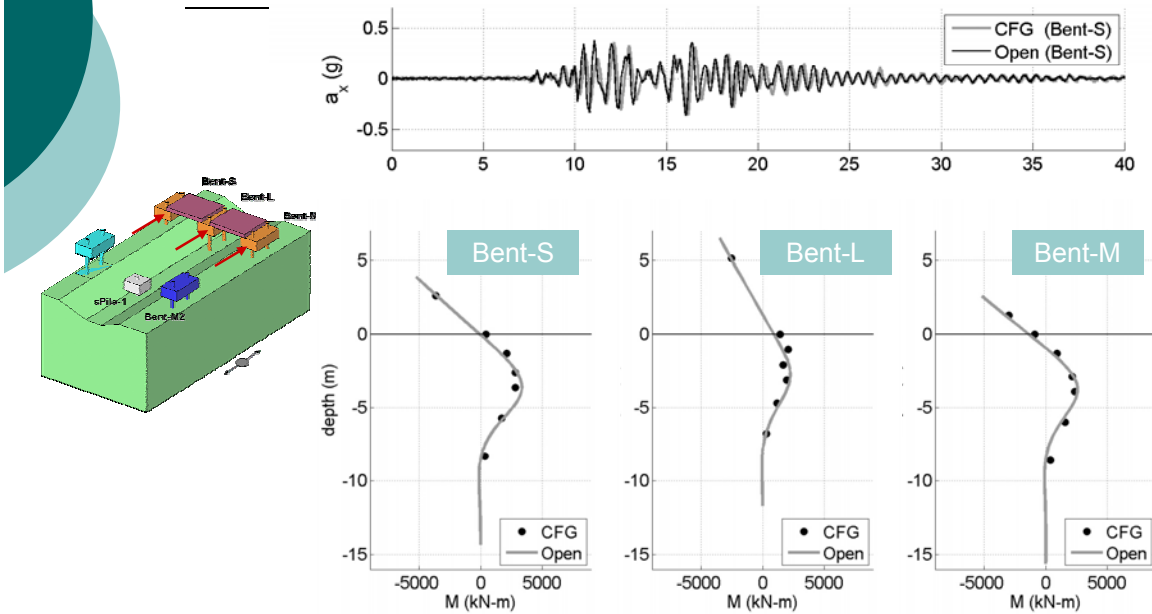 0.5
0
-0.5
a_x (g)
CFG (Bent-S)
Open (Bent-S)
0 5 10 15 20 25 30 35 40
Bent-S
Bent-L
sPile-1
Bent-M2
Bent-S
Bent-L
Bent-M
5 5 5
0 0 0
-5 -5 -5
-10 -10 -10
-15 -15 -15
depth (m)
CFG CFG CFG
Open Open Open
-5000 0 5000 -5000 0 5000 -5000 0 5000
M (kN-m) M (kN-m) M (kN-m)